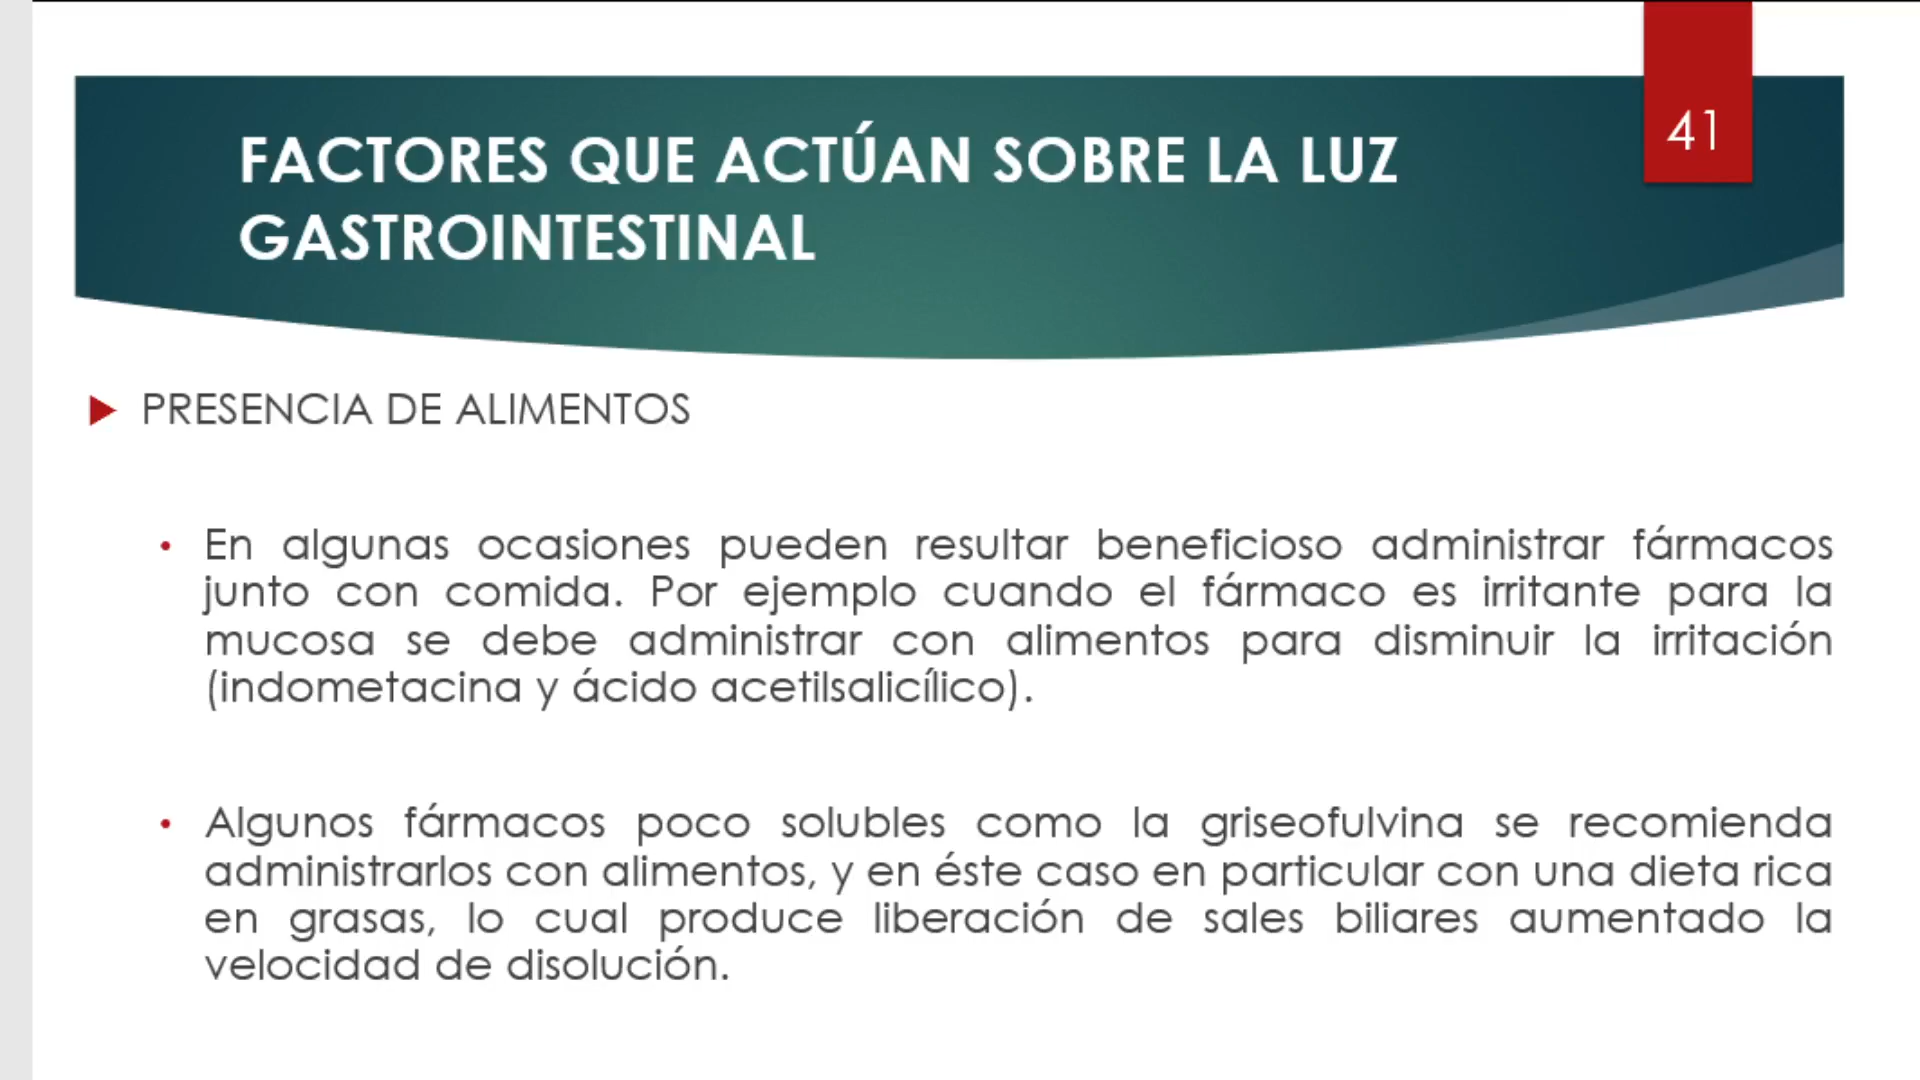 41
FACTORES QUE ACTÚAN SOBRE LA LUZ
GASTROINTESTINAL
PRESENCIA DE ALIMENTOS
• En algunas ocasiones pueden resultar beneficioso administrar fármacos
junto con comida. Por ejemplo cuando el fármaco es irritante para la
mucosa se debe administrar con alimentos para disminuir la irritación
(indometacina y ácido acetilsalicílico).
• Algunos fármacos poco solubles como la griseofulvina se recomienda
administrarlos con alimentos, y en éste caso en particular con una dieta rica
en grasas, lo cual produce liberación de sales biliares aumentado la
velocidad de disolución.